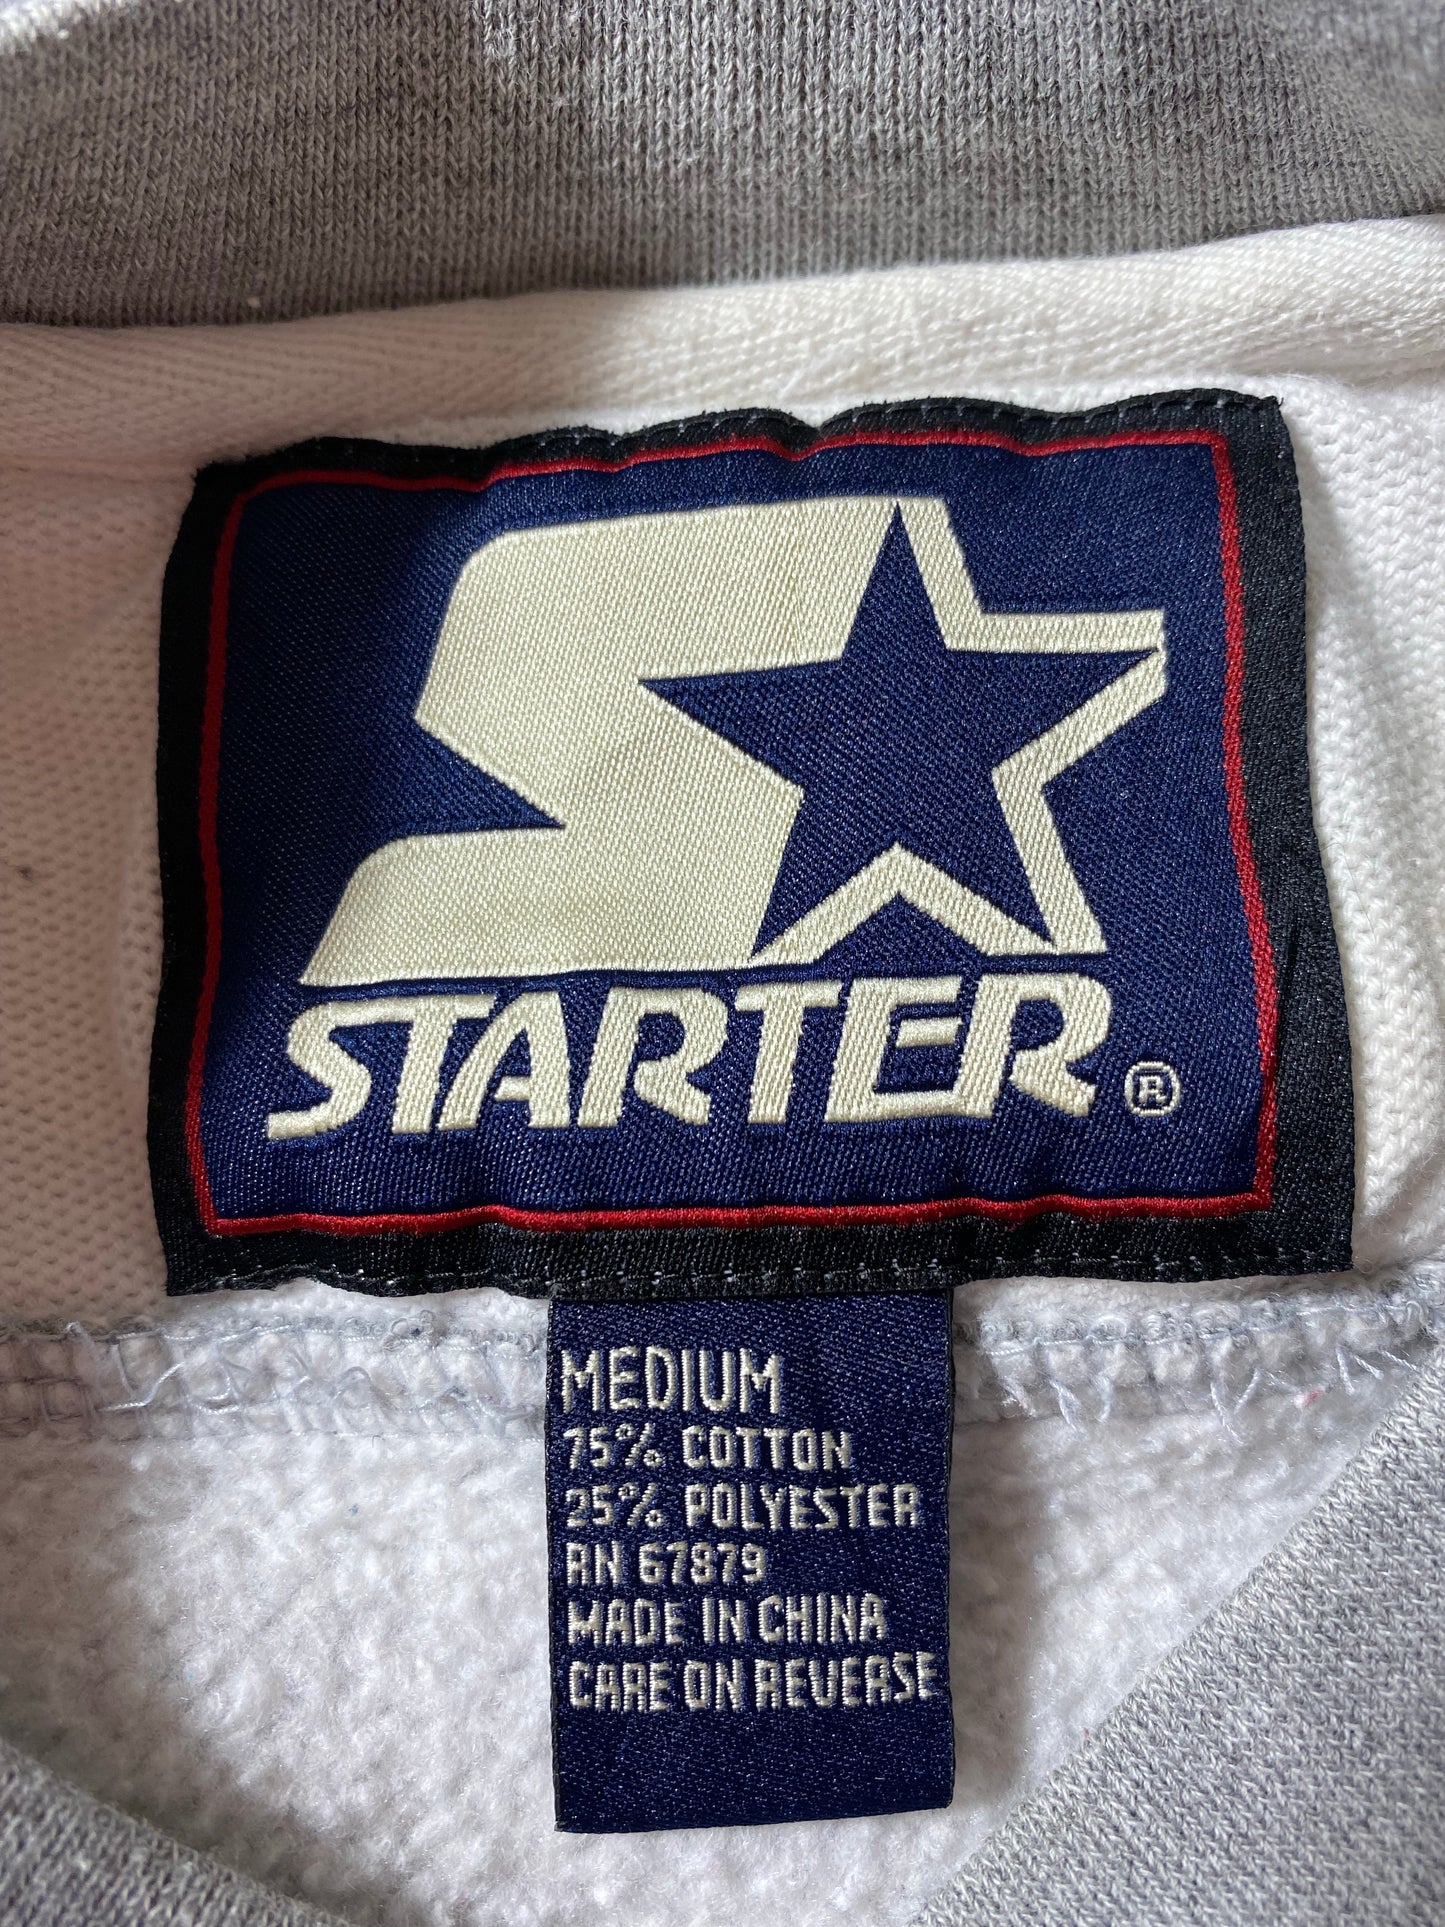 STARTER ®
MEDIUM
75% COTTON
25% POLYESTER
RN 67879
MADE IN CHINA
CARE ON REVERSE